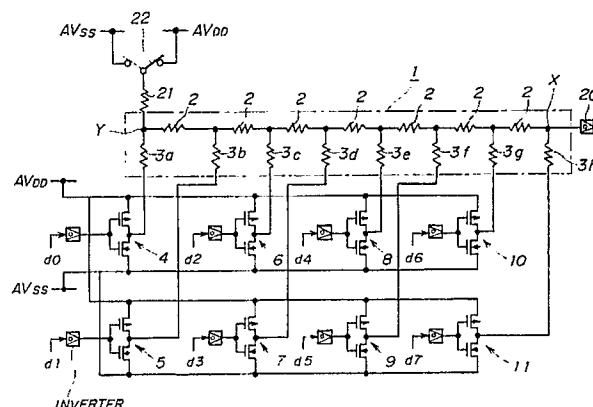 22
AVSS AVDD
21
1
X
20
2 2 2 2 2 2 2
Y
3a 3b 3c 3d 3e 3f 3g 3h
AVDD
d0 4 d2 6 d4 8 d6 10
AVSS
d1 5 d3 7 d5 9 d7 11
INVERTER